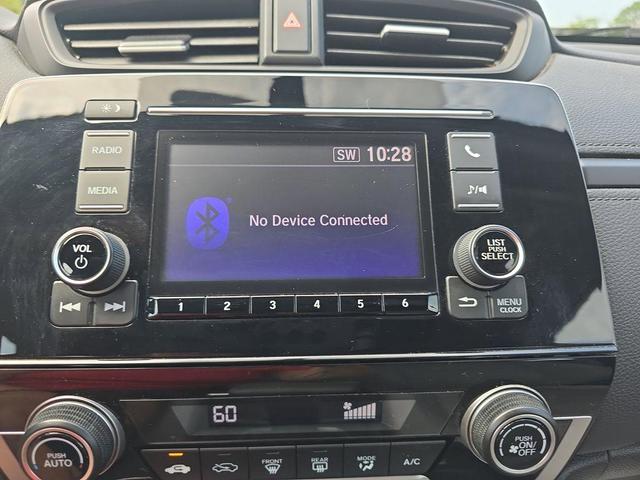 RADIO
MEDIA
VOL
SW 10:28
No Device Connected
LIST
PUSH
SELECT
MENU
CLOCK
1 2 3 4 5 6
60
PUSH
AUTO
FRONT
REAR
MODE
A/C
PUSH
ON/
OFF